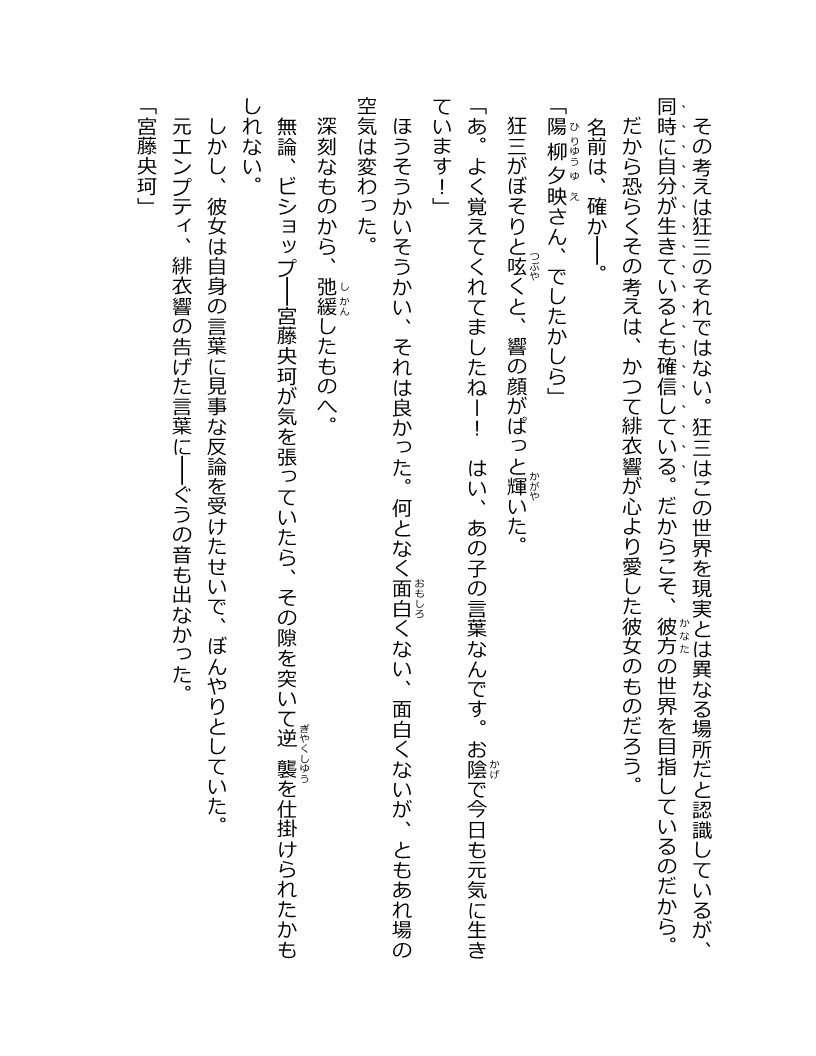 その考えは狂三のそれではない。狂三はこの世界を現実とは異なる場所だと認識しているが、
同時に自分が生きているとも確信している。だからこそ、彼方の世界を目指しているのだから。
だから恐らくその考えは、かつて緋衣響が心より愛した彼女のものだろう。
名前は、確か――。
「陽柳夕映さん、でしたかしら」
狂三がぼそりと呟くと、響の顔がぱっと輝いた。
「あ。よく覚えてくれてましたねー！　はい、あの子の言葉なんです。お陰で今日も元気に生き
ています！」
ほうそうかいそうかい、それは良かった。何となく面白くない、面白くないが、ともあれ場の
空気は変わった。
深刻なものから、弛緩したものへ。
無論、ビショップ――宮藤央珂が気を張っていたら、その隙を突いて逆襲を仕掛けられたかも
しれない。
しかし、彼女は自身の言葉に見事な反論を受けたせいで、ぼんやりとしていた。
元エンプティ、緋衣響の告げた言葉に――ぐうの音も出なかった。
「宮藤央珂」